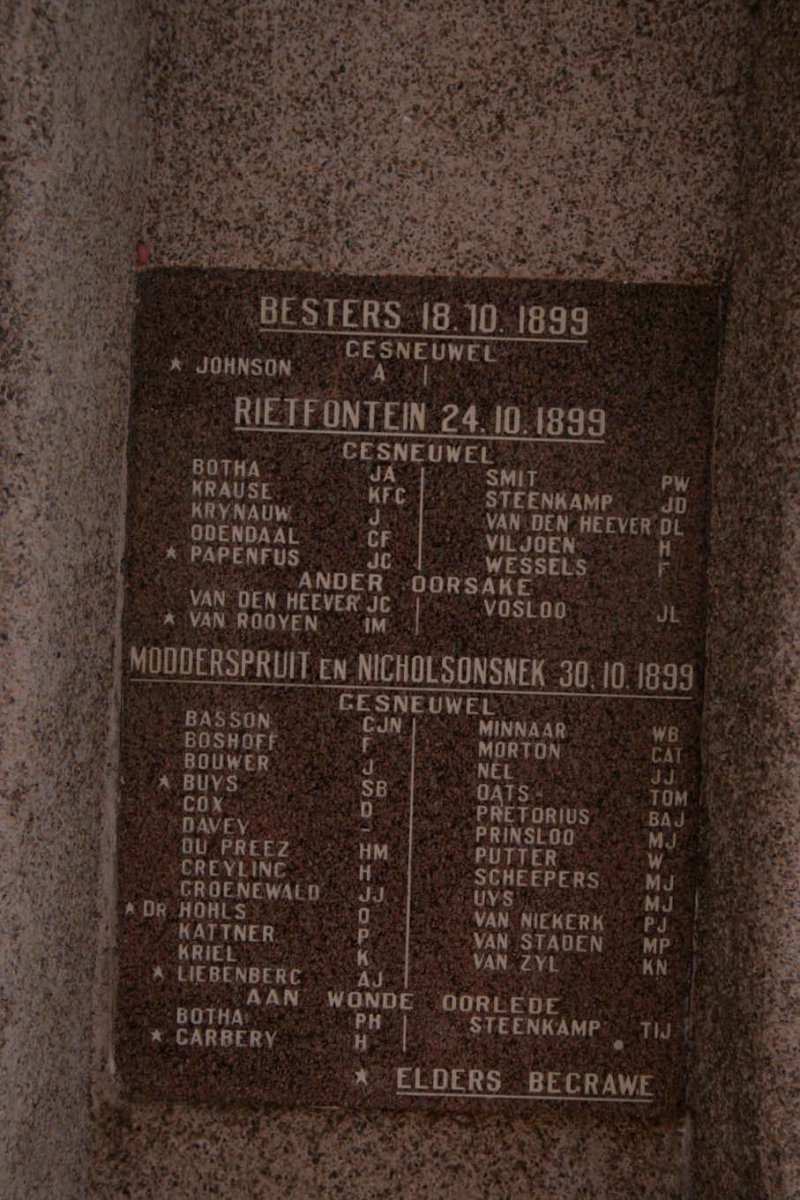 BESTERS 18.10.1899
GESNEUWEL
★ JOHNSON A
RIETFONTEIN 24.10.1899
GESNEUWEL
BOTHA JA SMIT PW
KRAUSE KFC STEENKAMP JD
KRYNAUW J VAN DEN HEEVER DL
ODENDAAL CF VILJOEN H
★ PAPENFUS JC WESSELS F
ANDER OORSAKE
VAN DEN HEEVER JC VOSLOO JL
★ VAN ROOYEN IM
MODDERSPRUIT EN NICHOLSONSNEK 30.10.1899
GESNEUWEL
BASSON CJN MINNAAR WB
BOSHOFF F MORTON CAT
BOUWER J NEL JJ
★ BUYS SB OATS TOM
COX D PRETORIUS BAJ
DAVEY - PRINSLOO MJ
DU PREEZ HM PUTTER W
GREYLING H SCHEEPERS MJ
GROENEWALD JJ UYS MJ
★ DR HOHLS O VAN NIEKERK PJ
KATTNER P VAN STADEN MP
KRIEL K VAN ZYL KN
★ LIEBENBERG AJ
AAN WONDE OORLEDE
BOTHA PH STEENKAMP TIJ
★ CARBERY H
★ ELDERS BEGRAWE